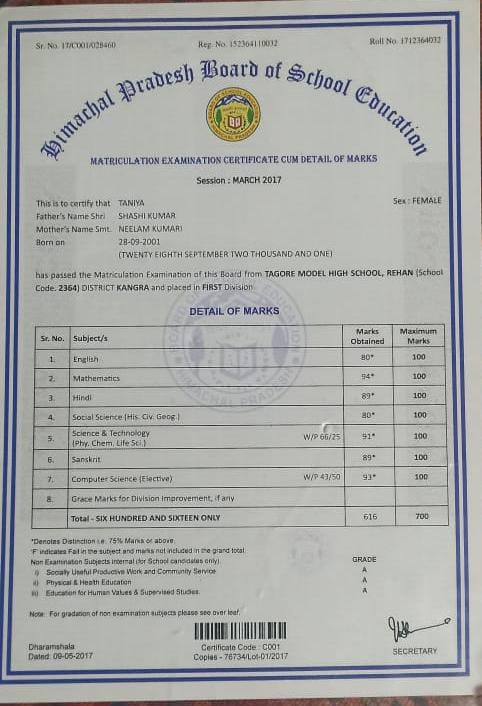 Sr. No. 17/C001/028460 Reg. No. 152364110032 Roll No. 1712364032
Himachal Pradesh Board of School Education
MATRICULATION EXAMINATION CERTIFICATE CUM DETAIL OF MARKS
Session : MARCH 2017
This is to certify that TANIYA Sex : FEMALE
Father's Name Shri SHASHI KUMAR
Mother's Name Smt. NEELAM KUMARI
Born on 28-09-2001
(TWENTY EIGHTH SEPTEMBER TWO THOUSAND AND ONE)
has passed the Matriculation Examination of this Board from TAGORE MODEL HIGH SCHOOL, REHAN (School
Code. 2364) DISTRICT KANGRA and placed in FIRST Division
DETAIL OF MARKS
Sr. No. Subject/s Marks Obtained Maximum Marks
1. English 80* 100
2. Mathematics 94* 100
3. Hindi 89* 100
4. Social Science (His. Civ. Geog.) 80* 100
5. Science & Technology (Phy. Chem. Life Sci.) W/P 66/25 91* 100
6. Sanskrit 89* 100
7. Computer Science (Elective) W/P 43/50 93* 100
8. Grace Marks for Division Improvement, if any
Total - SIX HUNDRED AND SIXTEEN ONLY 616 700
*Denotes Distinction i.e. 75% Marks or above.
'F' indicates Fail in the subject and marks not included in the grand total.
Non Examination Subjects Internal (for School candidates only) GRADE
i) Socially Useful Productive Work and Community Service A
ii) Physical & Health Education A
iii) Education for Human Values & Supervised Studies. A
Note: For gradation of non examination subjects please see over leaf.
Dharamshala Certificate Code : C001 SECRETARY
Dated: 09-05-2017 Copies - 76734/Lot-01/2017